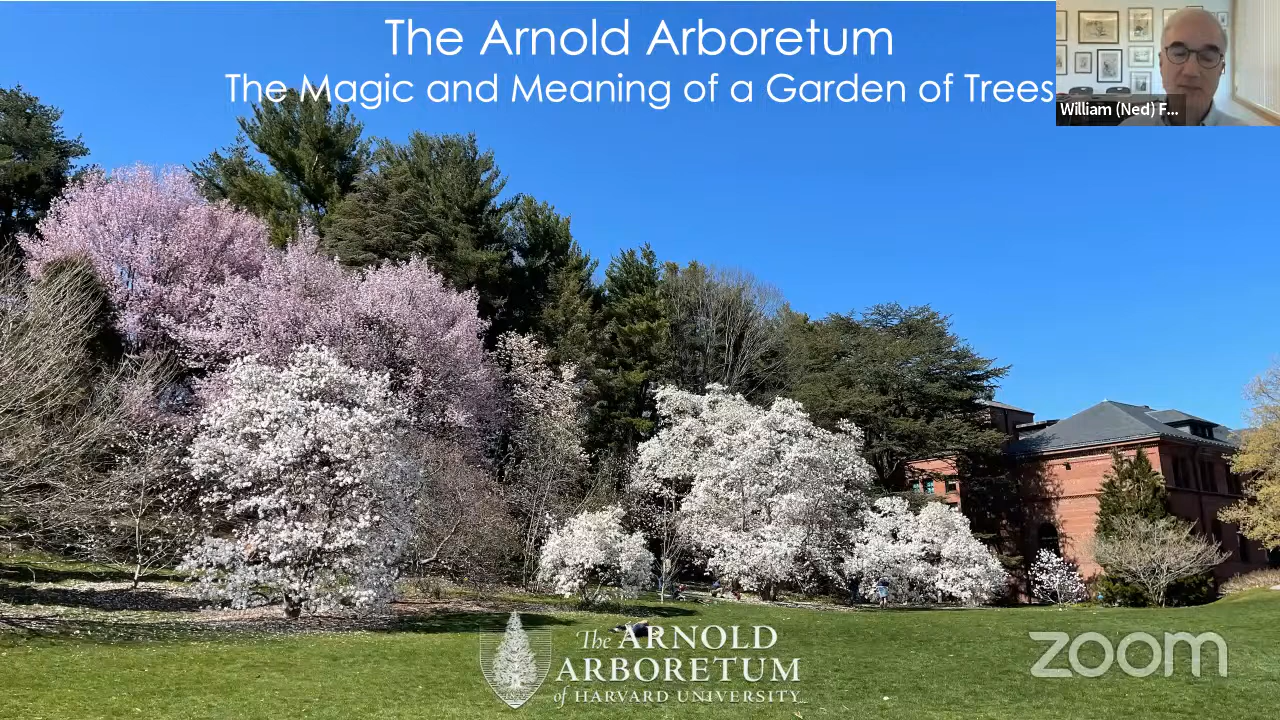 The Arnold Arboretum
The Magic and Meaning of a Garden of Trees
William (Ned) F...
The ARNOLD
ARBORETUM
of HARVARD UNIVERSITY
zoom